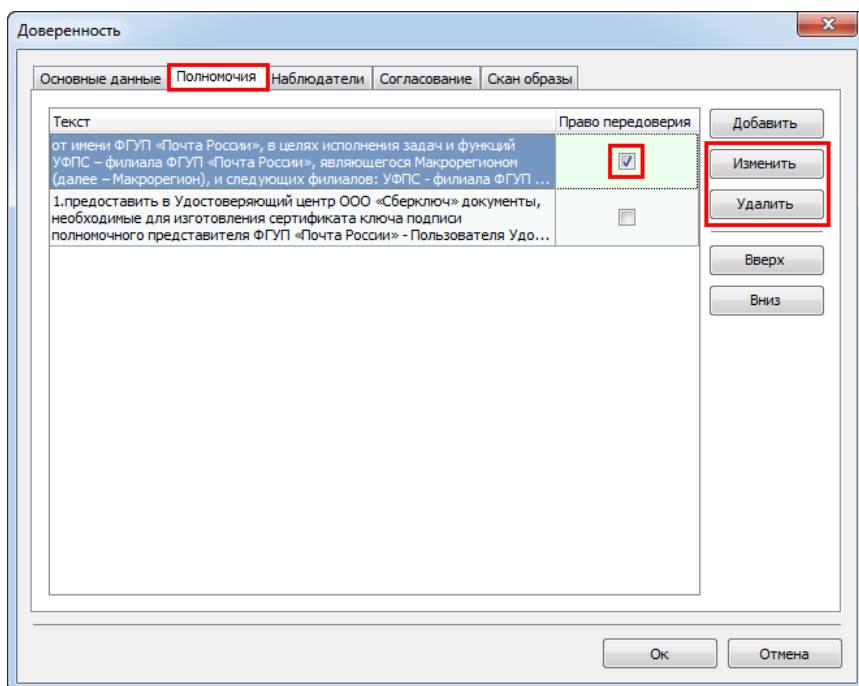 Доверенность
Основные данные Полномочия Наблюдатели Согласование Скан образы
Текст Право передоверия
от имени ФГУП «Почта России», в целях исполнения задач и функций
УФПС – филиала ФГУП «Почта России», являющегося Макрорегионом
(далее – Макрорегион), и следующих филиалов: УФПС - филиала ФГУП ...
1.предоставить в Удостоверяющий центр ООО «Сберключ» документы,
необходимые для изготовления сертификата ключа подписи
полномочного представителя ФГУП «Почта России» - Пользователя Удо...
Добавить
Изменить
Удалить
Вверх
Вниз
Ок Отмена